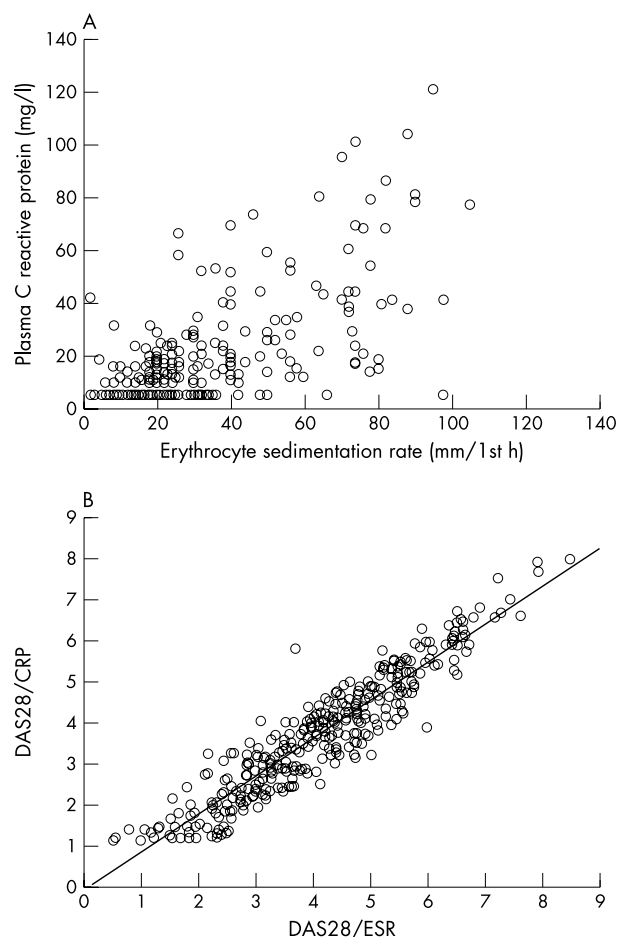 A
140
120
100
80
60
40
20
0
Plasma C reactive protein (mg/l)
0 20 40 60 80 100 120 140
Erythrocyte sedimentation rate (mm/1st h)
B
9
8
7
6
5
4
3
2
1
0
DAS28/CRP
0 1 2 3 4 5 6 7 8 9
DAS28/ESR